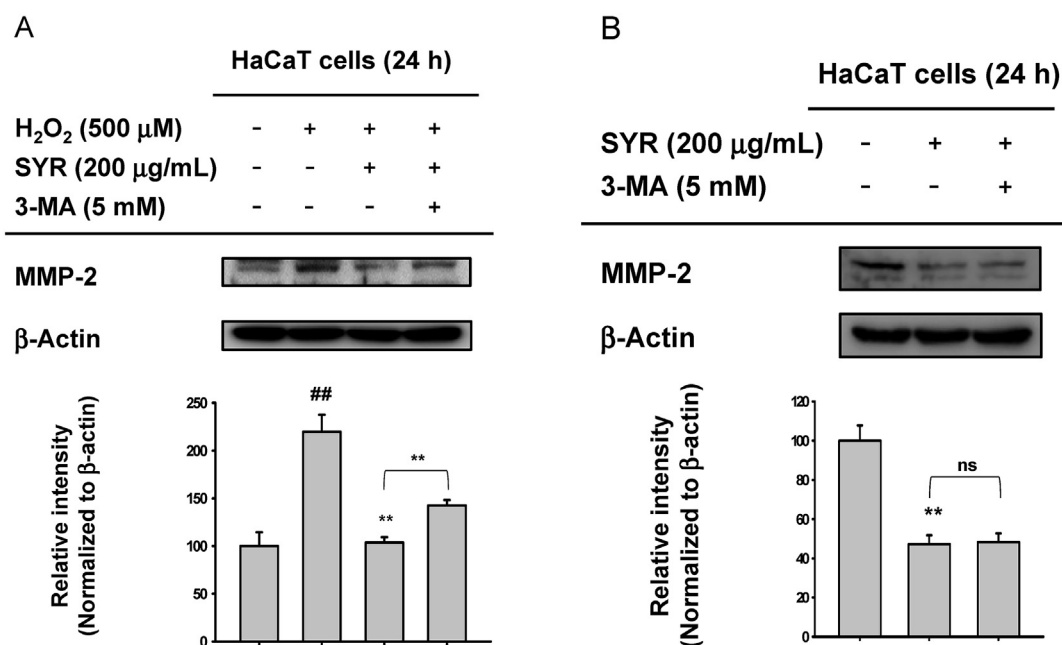 A
HaCaT cells (24 h)
H₂O₂ (500 μM) - + + +
SYR (200 μg/mL) - - + +
3-MA (5 mM) - - - +
MMP-2
β-Actin
Relative intensity
(Normalized to β-actin)
300
250
200
150
100
50
0
##
**
**
B
HaCaT cells (24 h)
SYR (200 μg/mL) - + +
3-MA (5 mM) - - +
MMP-2
β-Actin
Relative intensity
(Normalized to β-actin)
120
100
80
60
40
20
0
ns
**